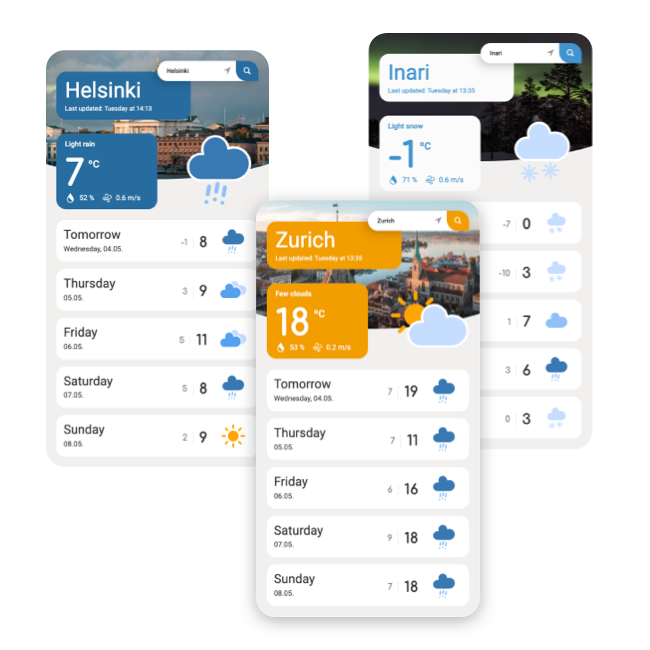 Helsinki
Helsinki
Last updated: Tuesday at 14:13
Light rain
7 °C
52 % 0.6 m/s
Tomorrow
Wednesday, 04.05.
-1 8
Thursday
05.05.
3 9
Friday
06.05.
5 11
Saturday
07.05.
5 8
Sunday
08.05.
2 9
Inari
Inari
Last updated: Tuesday at 13:35
Light snow
-1 °C
71 % 0.6 m/s
-7 0
-10 3
1 7
3 6
0 3
Zurich
Zurich
Last updated: Tuesday at 13:35
Few clouds
18 °C
53 % 0.2 m/s
Tomorrow
Wednesday, 04.05.
7 19
Thursday
05.05.
7 11
Friday
06.05.
6 16
Saturday
07.05.
9 18
Sunday
08.05.
7 18